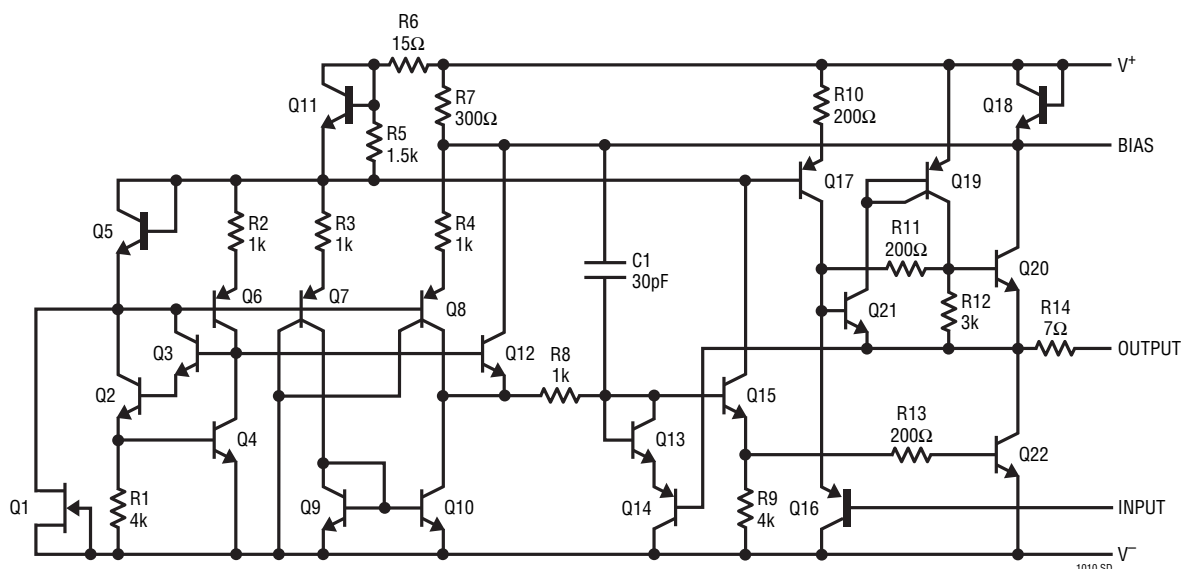 R6
15Ω
V+
Q11
R7
300Ω
R10
200Ω
Q18
R5
1.5k
BIAS
Q17
Q19
Q5
R2
1k
R3
1k
R4
1k
R11
200Ω
C1
30pF
Q20
Q6
Q7
Q8
Q21
R12
3k
R14
7Ω
Q3
Q12
R8
1k
OUTPUT
Q2
Q15
R13
200Ω
Q4
Q13
Q22
Q1
R1
4k
Q9
Q10
Q14
R9
4k
Q16
INPUT
V–
1010 SD